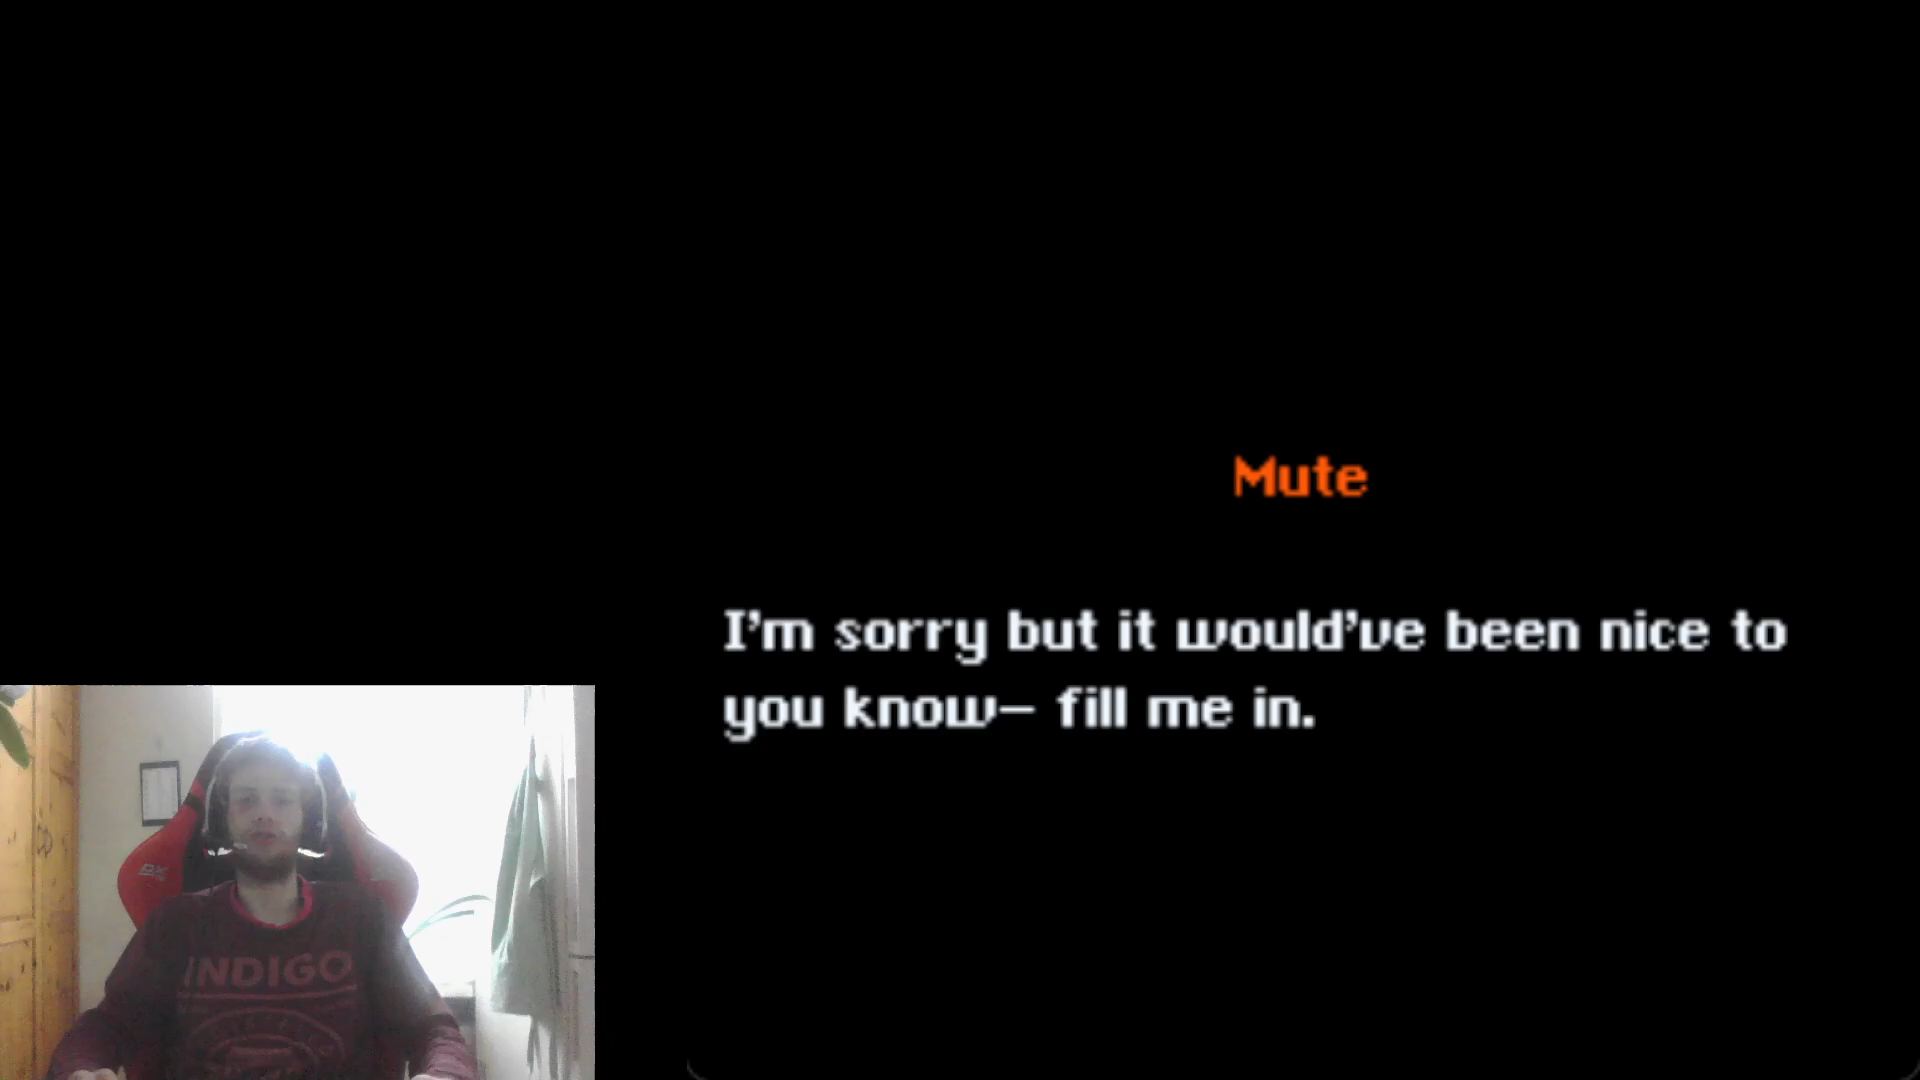 Mute
I'm sorry but it would've been nice to
you know— fill me in.
INDIGO